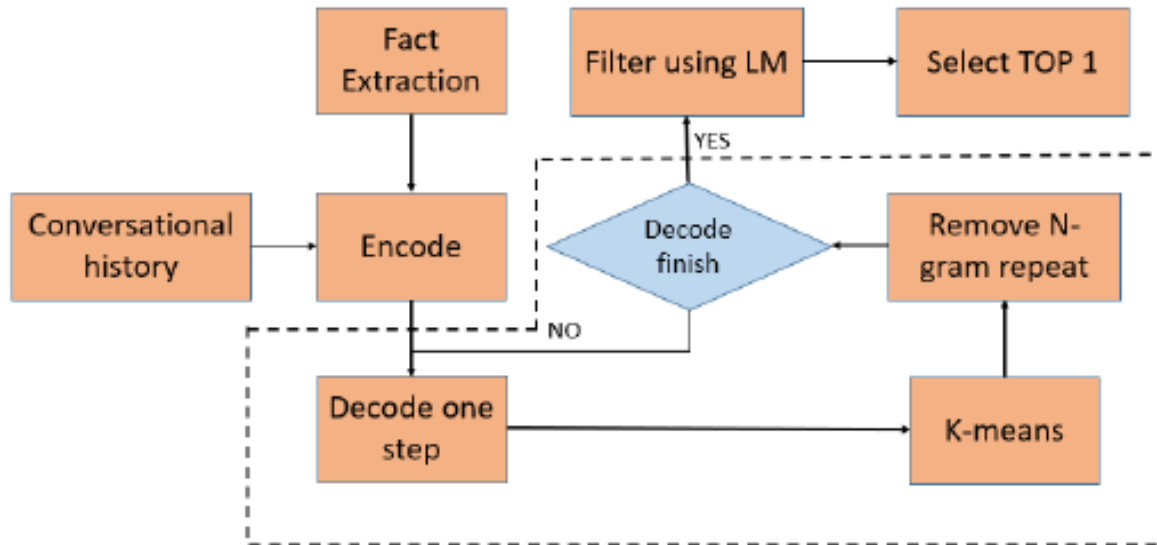 Fact
Extraction
Filter using LM
Select TOP 1
YES
Conversational
history
Encode
Decode
finish
Remove N-
gram repeat
NO
Decode one
step
K-means